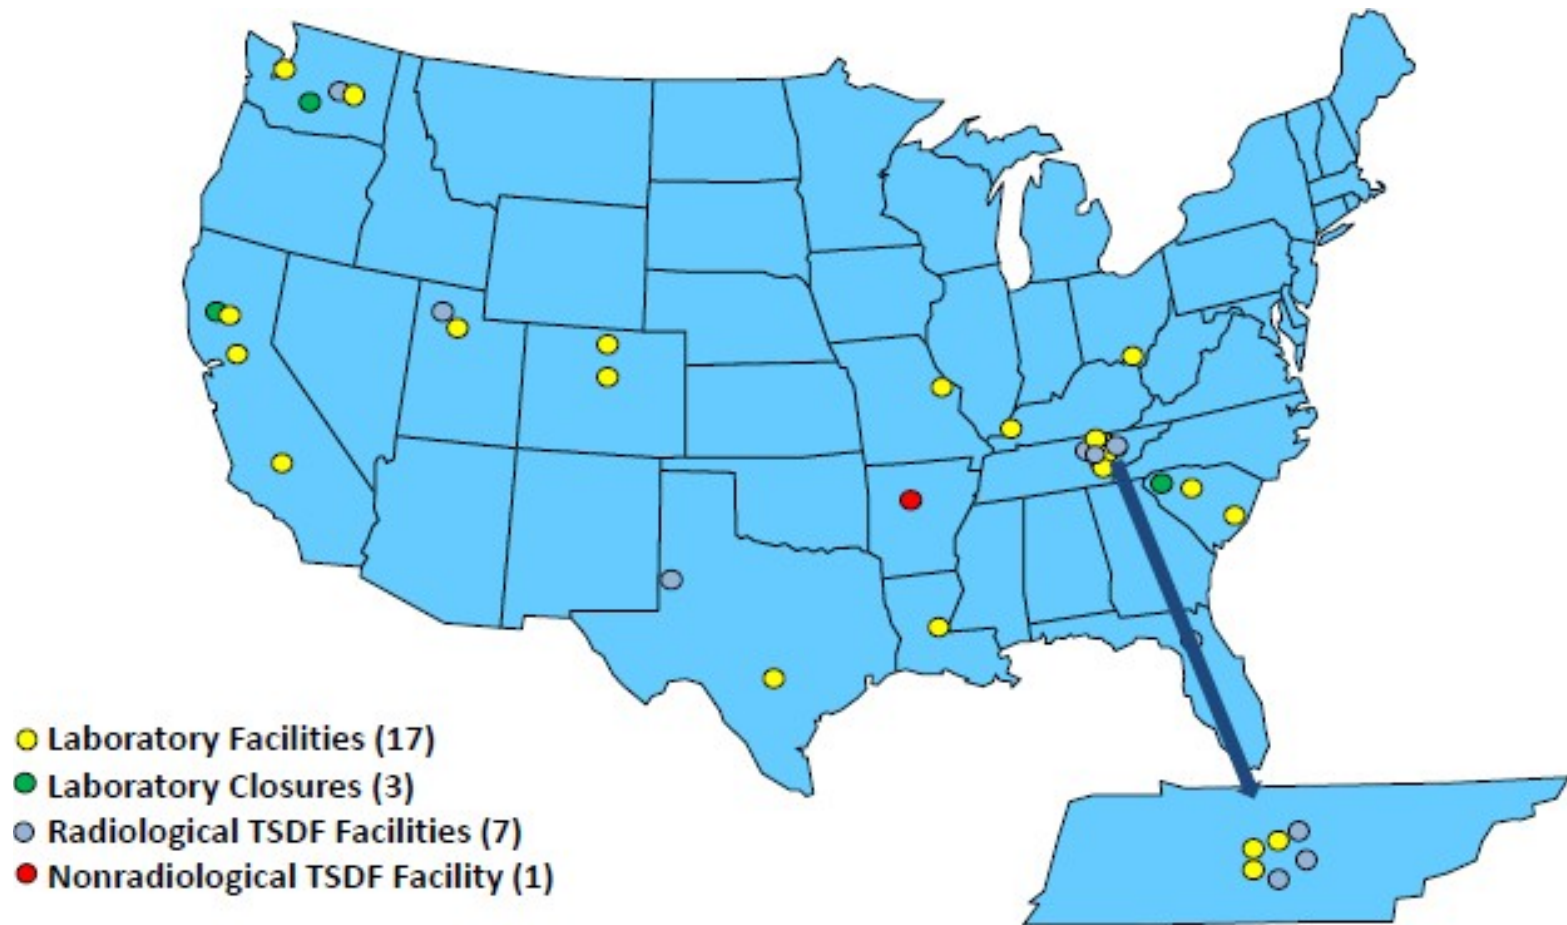 Laboratory Facilities (17)
Laboratory Closures (3)
Radiological TSDF Facilities (7)
Nonradiological TSDF Facility (1)